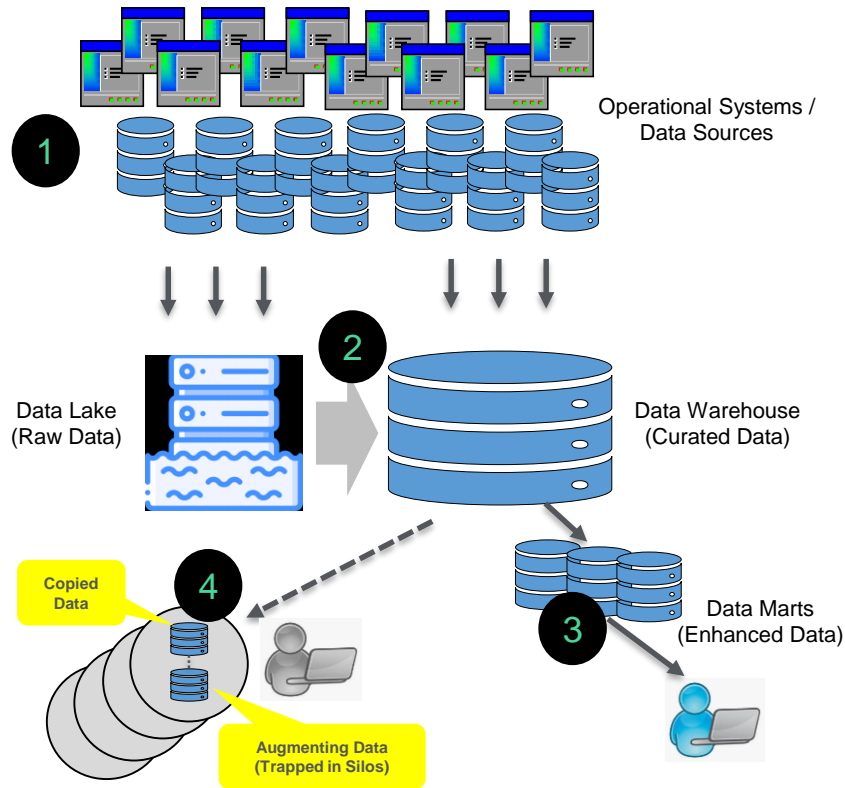 Operational Systems /
Data Sources
1
2
Data Lake
(Raw Data)
Data Warehouse
(Curated Data)
Copied
Data
4
Data Marts
(Enhanced Data)
3
Augmenting Data
(Trapped in Silos)